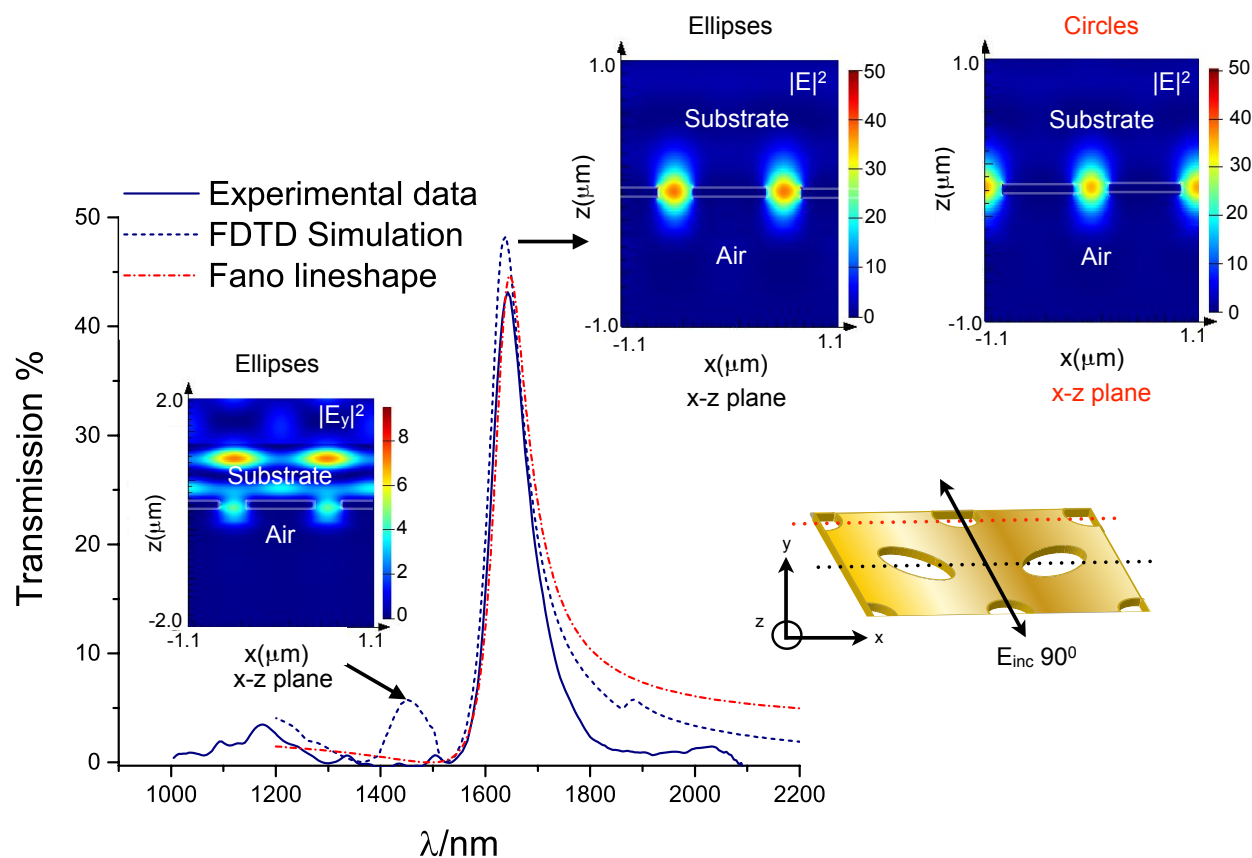 Ellipses
1.0
|E|²
Substrate
Air
z(μm)
-1.0
-1.1
1.1
x(μm)
x-z plane
50
40
30
20
10
0
Circles
1.0
|E|²
Substrate
Air
z(μm)
-1.0
-1.1
1.1
x(μm)
x-z plane
50
40
30
20
10
0
Experimental data
FDTD Simulation
Fano lineshape
Transmission %
50
40
30
20
10
0
Ellipses
2.0
|Ey|²
Substrate
Air
z(μm)
-2.0
-1.1
1.1
x(μm)
x-z plane
8
6
4
2
0
y
z
x
Einc 90⁰
1000 1200 1400 1600 1800 2000 2200
λ/nm